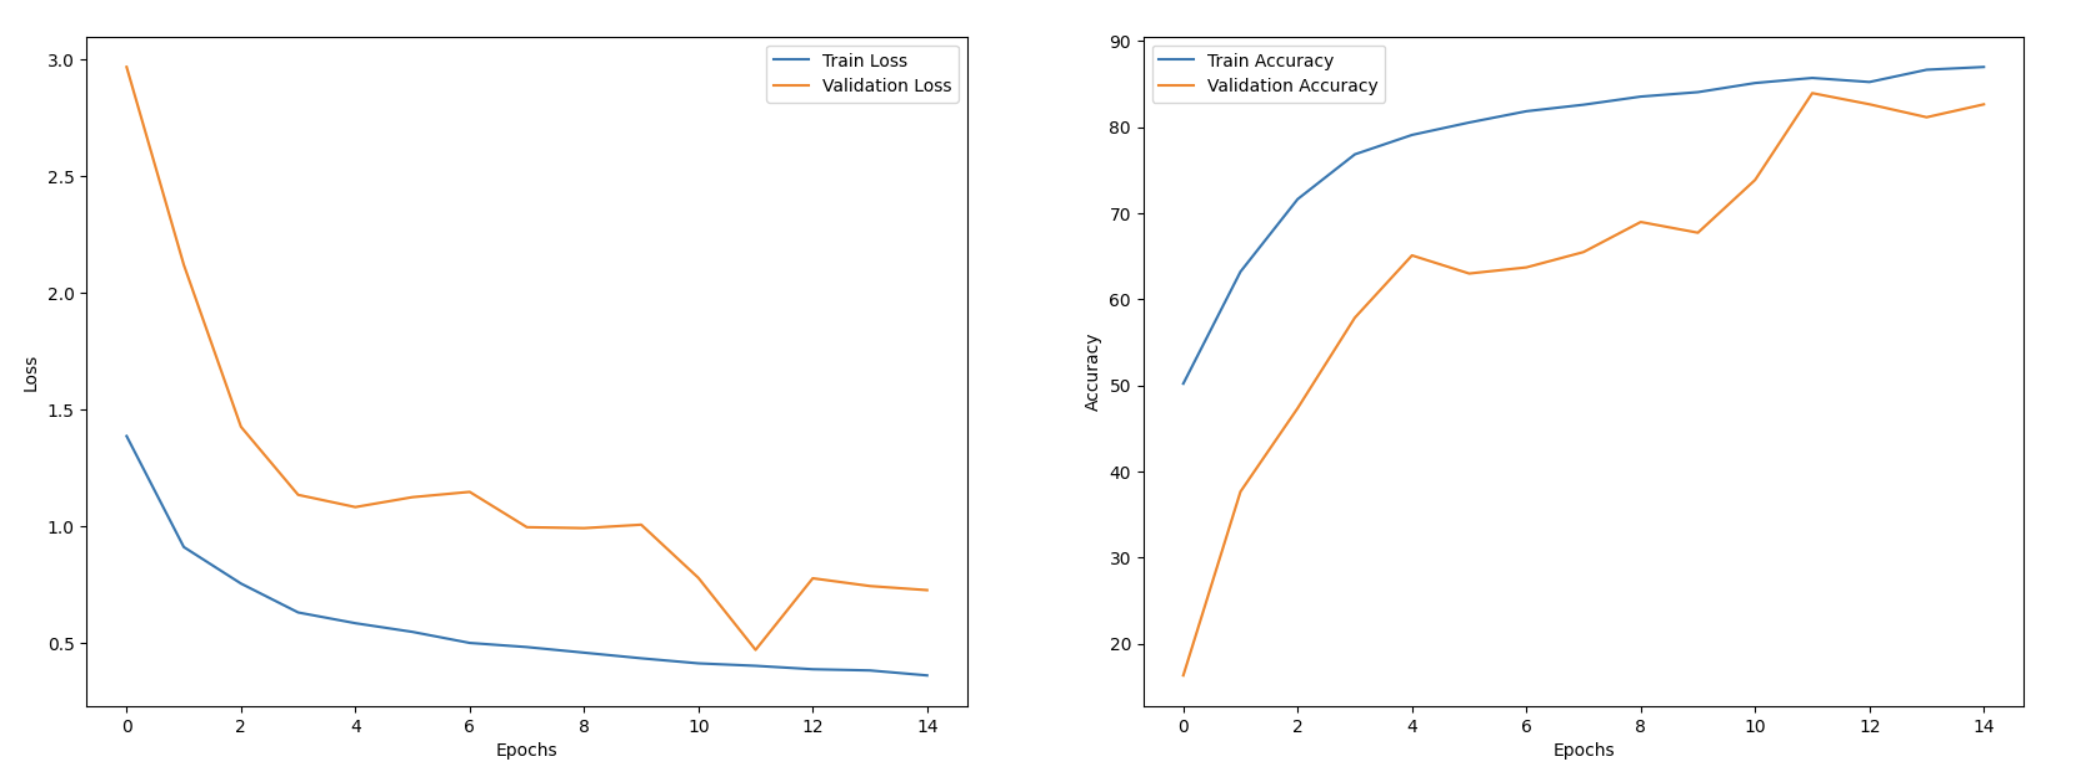 3.0
2.5
2.0
1.5
1.0
0.5
Loss
Train Loss
Validation Loss
0 2 4 6 8 10 12 14
Epochs
90
80
70
60
50
40
30
20
Accuracy
Train Accuracy
Validation Accuracy
0 2 4 6 8 10 12 14
Epochs